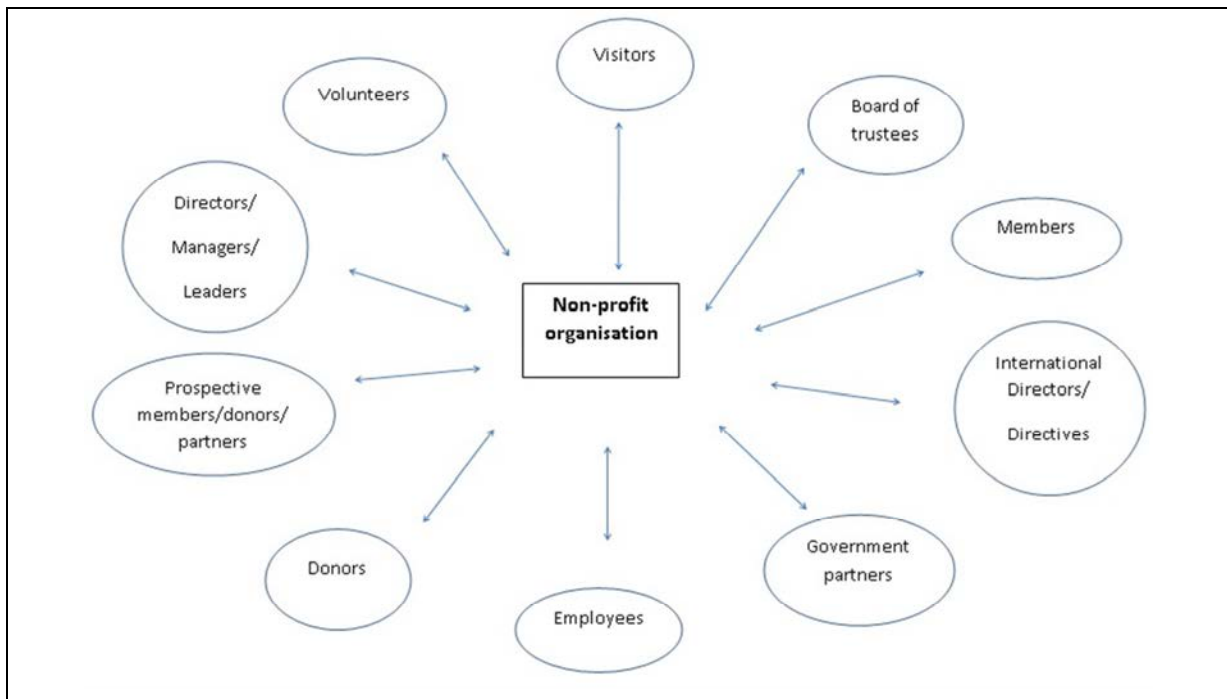 Visitors
Volunteers
Board of
trustees
Directors/
Managers/
Leaders
Members
Non-profit
organisation
International
Directors/
Directives
Prospective
members/donors/
partners
Government
partners
Donors
Employees